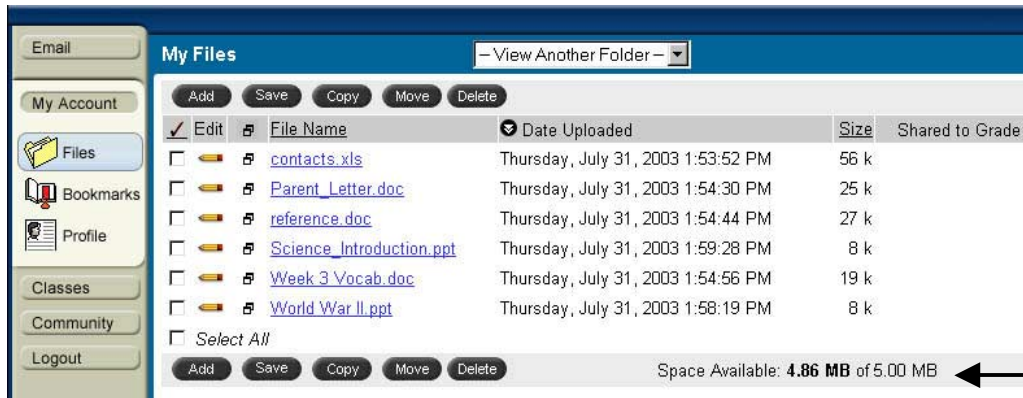 Email
My Account
Files
Bookmarks
Profile
Classes
Community
Logout
My Files – View Another Folder –
Add Save Copy Move Delete
Edit File Name Date Uploaded Size Shared to Grade
contacts.xls Thursday, July 31, 2003 1:53:52 PM 56 k
Parent_Letter.doc Thursday, July 31, 2003 1:54:30 PM 25 k
reference.doc Thursday, July 31, 2003 1:54:44 PM 27 k
Science_Introduction.ppt Thursday, July 31, 2003 1:59:28 PM 8 k
Week 3 Vocab.doc Thursday, July 31, 2003 1:54:56 PM 19 k
World War II.ppt Thursday, July 31, 2003 1:58:19 PM 8 k
Select All
Add Save Copy Move Delete Space Available: 4.86 MB of 5.00 MB